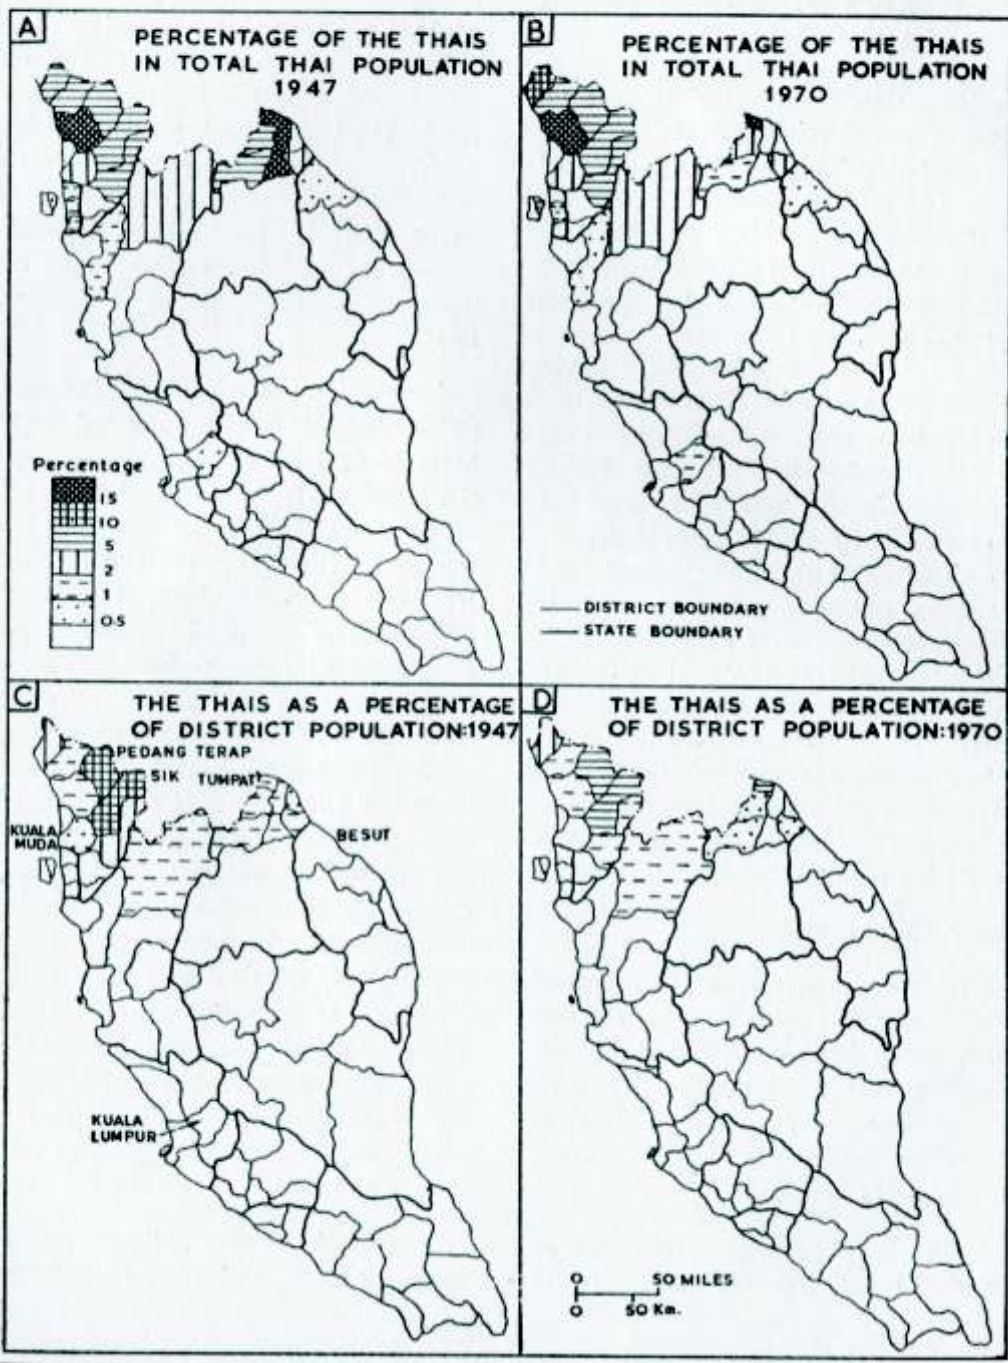 A
PERCENTAGE OF THE THAIS
IN TOTAL THAI POPULATION
1947
Percentage
15
10
5
2
1
0.5
B
PERCENTAGE OF THE THAIS
IN TOTAL THAI POPULATION
1970
DISTRICT BOUNDARY
STATE BOUNDARY
C
THE THAIS AS A PERCENTAGE
OF DISTRICT POPULATION:1947
PEDANG TERAP
SIK TUMPAT
KUALA
MUDA
BESUT
KUALA
LUMPUR
D
THE THAIS AS A PERCENTAGE
OF DISTRICT POPULATION:1970
0 50 MILES
0 50 Km.